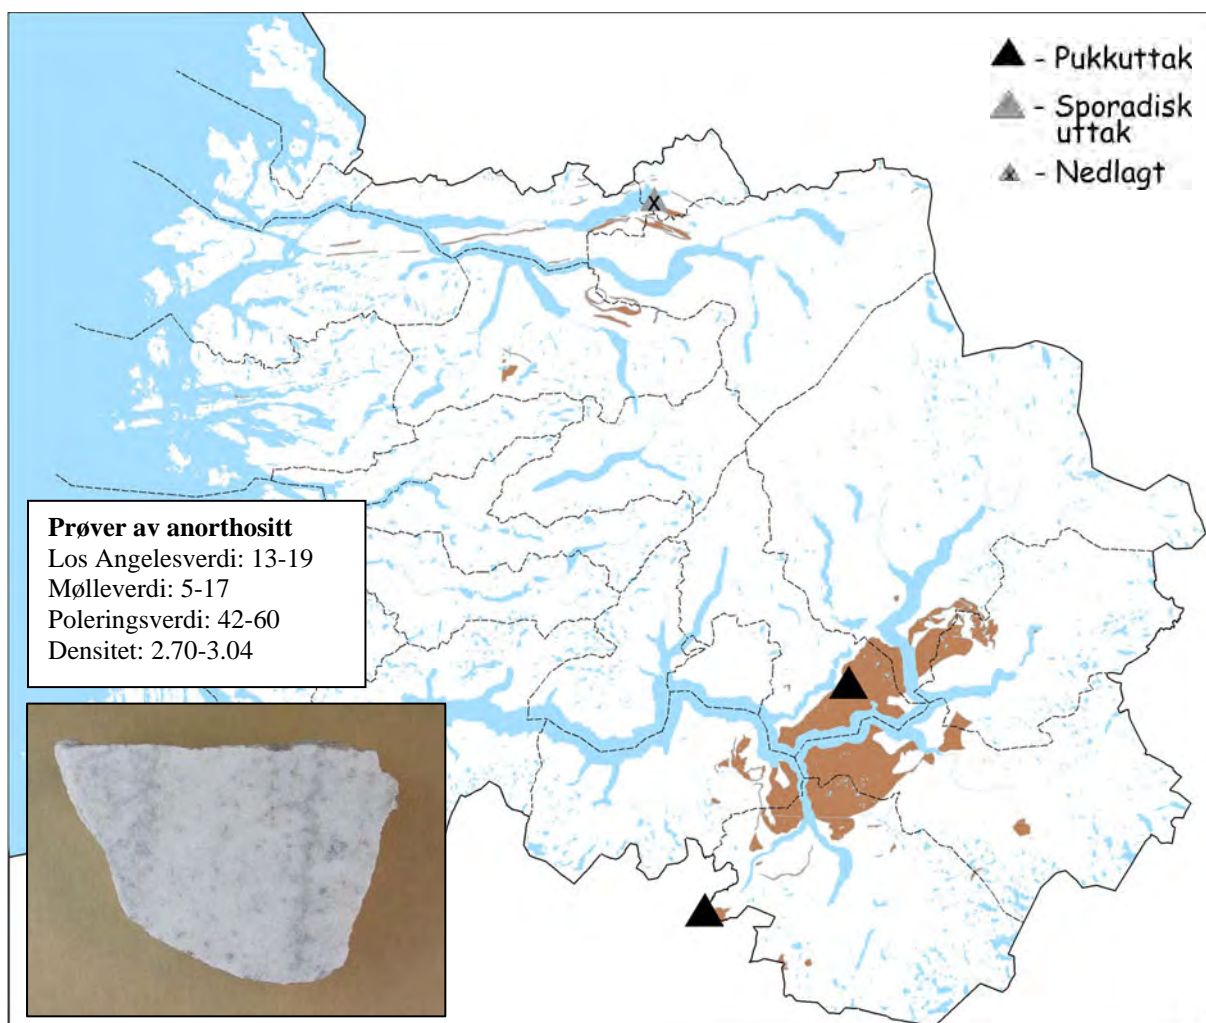 - Pukkuttak
- Sporadisk
uttak
- Nedlagt
x
Prøver av anorthositt
Los Angelesverdi: 13-19
Mølleverdi: 5-17
Poleringsverdi: 42-60
Densitet: 2.70-3.04